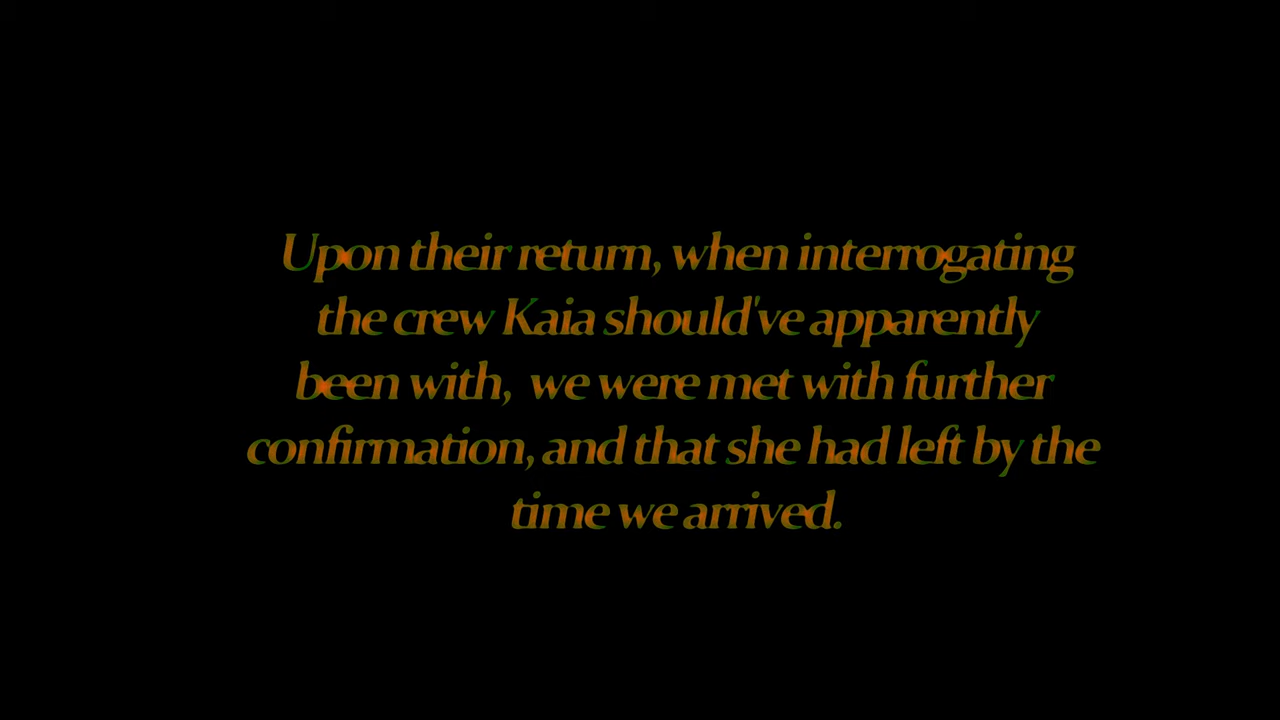 Upon their return, when interrogating
the crew Kaia should've apparently
been with, we were met with further
confirmation, and that she had left by the
time we arrived.